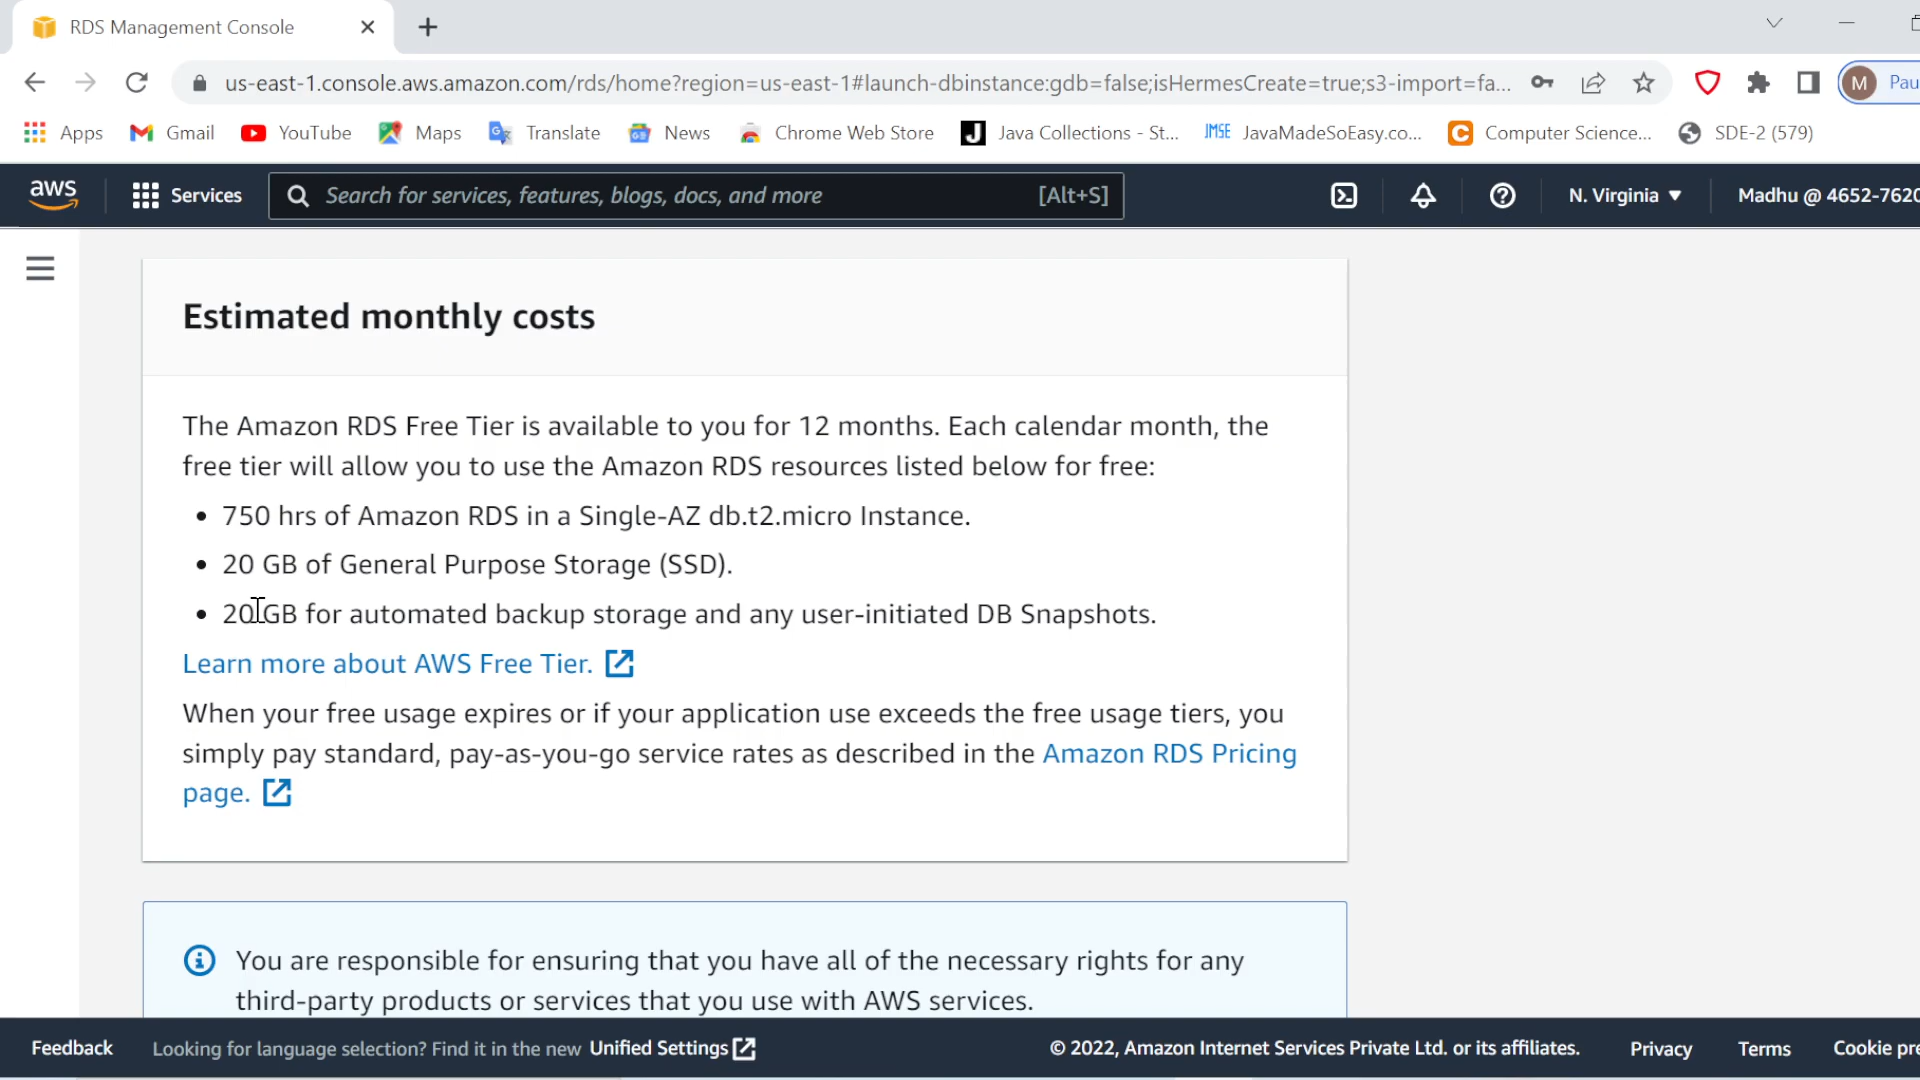 RDS Management Console
us-east-1.console.aws.amazon.com/rds/home?region=us-east-1#launch-dbinstance:gdb=false;isHermesCreate=true;s3-import=fa...
M
Apps
Gmail
YouTube
Maps
Translate
News
Chrome Web Store
J
Java Collections - St...
JMSE
JavaMadeSoEasy.co...
C
Computer Science...
SDE-2 (579)
aws
Services
Search for services, features, blogs, docs, and more
[Alt+S]
N. Virginia
Madhu @ 4652-7620
Estimated monthly costs
The Amazon RDS Free Tier is available to you for 12 months. Each calendar month, the
free tier will allow you to use the Amazon RDS resources listed below for free:
• 750 hrs of Amazon RDS in a Single-AZ db.t2.micro Instance.
• 20 GB of General Purpose Storage (SSD).
• 20 GB for automated backup storage and any user-initiated DB Snapshots.
Learn more about AWS Free Tier.
When your free usage expires or if your application use exceeds the free usage tiers, you
simply pay standard, pay-as-you-go service rates as described in the Amazon RDS Pricing
page.
You are responsible for ensuring that you have all of the necessary rights for any
third-party products or services that you use with AWS services.
Feedback
Looking for language selection? Find it in the new Unified Settings
© 2022, Amazon Internet Services Private Ltd. or its affiliates.
Privacy
Terms
Cookie